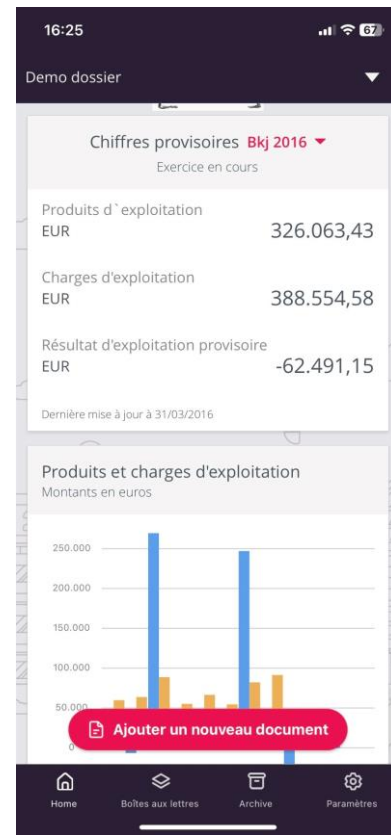 16:25
67
Demo dossier
Chiffres provisoires Bkj 2016
Exercice en cours
Produits d`exploitation
EUR 326.063,43
Charges d'exploitation
EUR 388.554,58
Résultat d'exploitation provisoire
EUR -62.491,15
Dernière mise à jour à 31/03/2016
Produits et charges d'exploitation
Montants en euros
250.000
200.000
150.000
100.000
50.000
0
Ajouter un nouveau document
Home Boîtes aux lettres Archive Paramètres